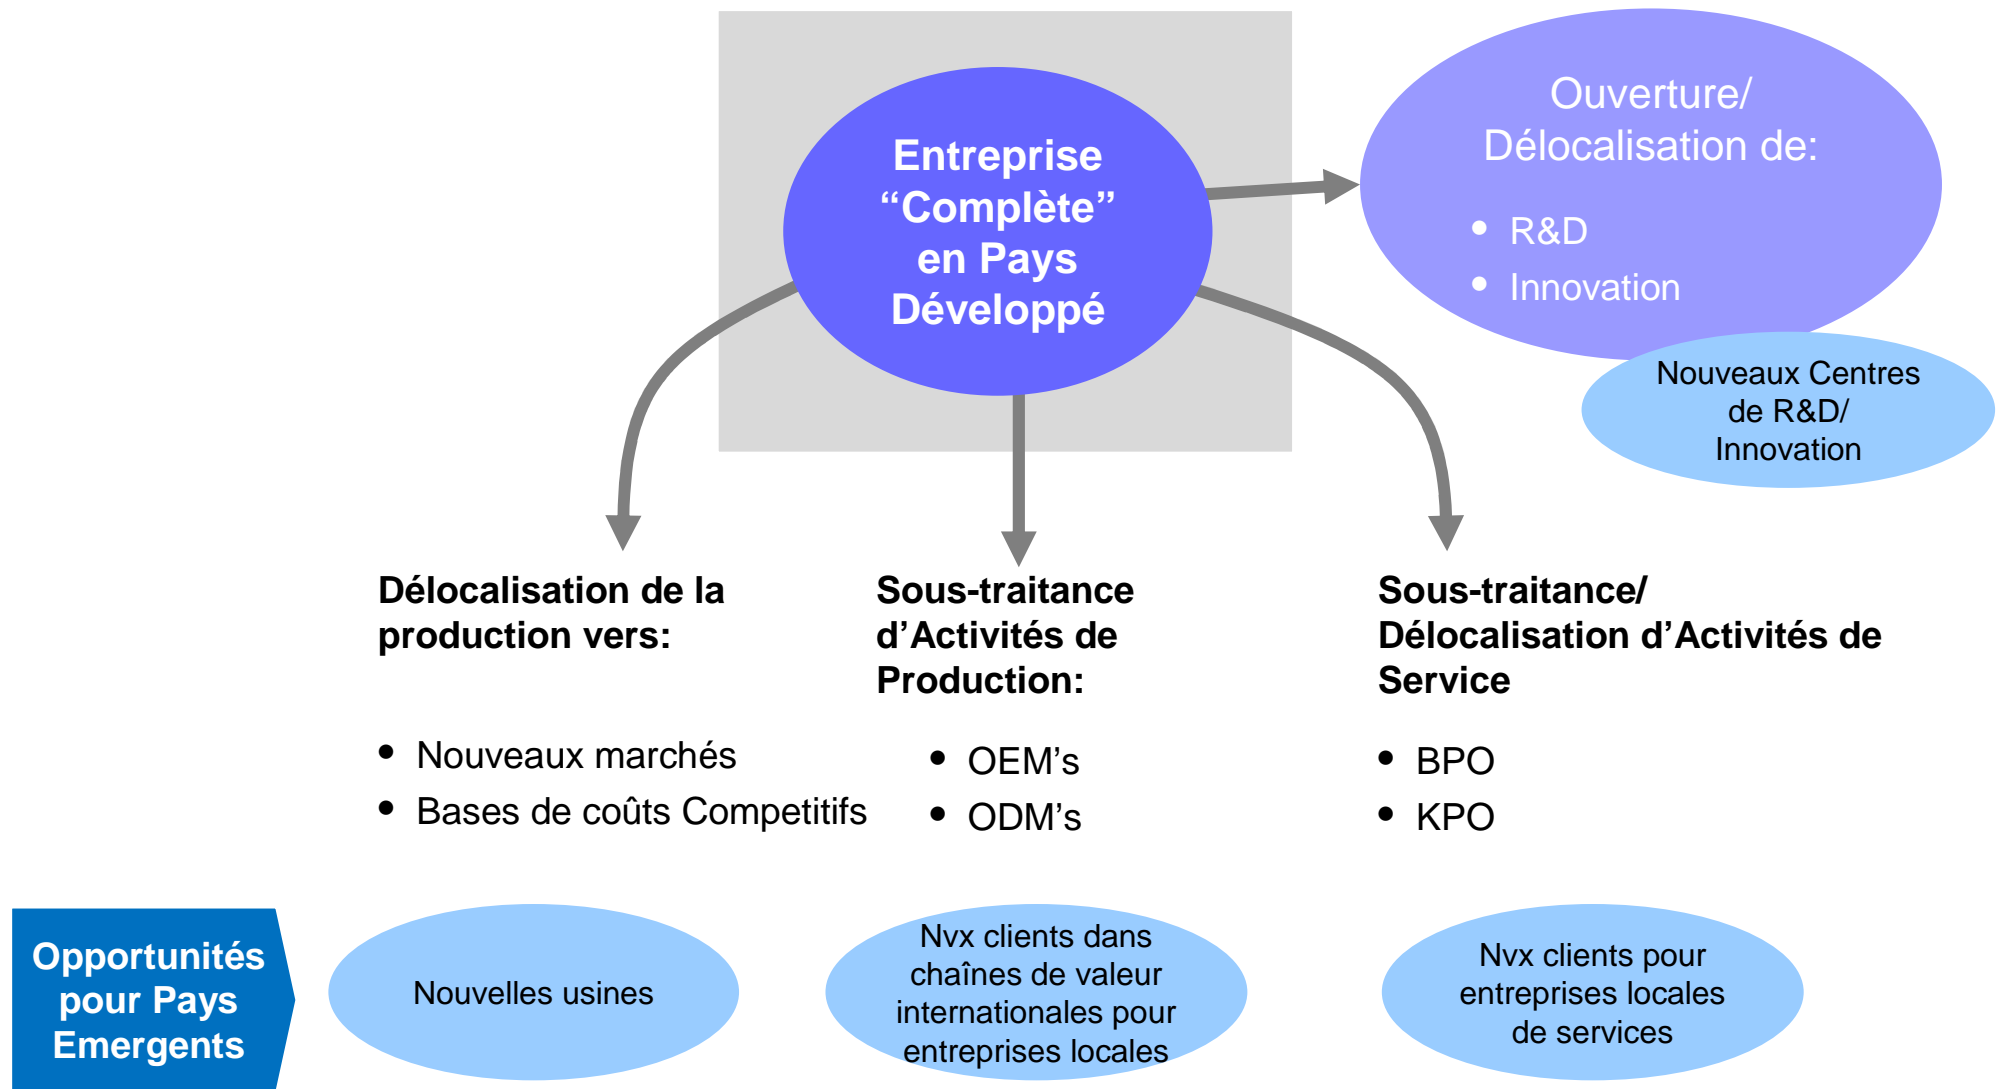 Entreprise
“Complète”
en Pays
Développé
Ouverture/
Délocalisation de:
• R&D
• Innovation
Nouveaux Centres
de R&D/
Innovation
Délocalisation de la
production vers:
• Nouveaux marchés
• Bases de coûts Competitifs
Sous-traitance
d’Activités de
Production:
• OEM’s
• ODM’s
Sous-traitance/
Délocalisation d’Activités de
Service
• BPO
• KPO
Opportunités
pour Pays
Emergents
Nouvelles usines
Nvx clients dans
chaînes de valeur
internationales pour
entreprises locales
Nvx clients pour
entreprises locales
de services